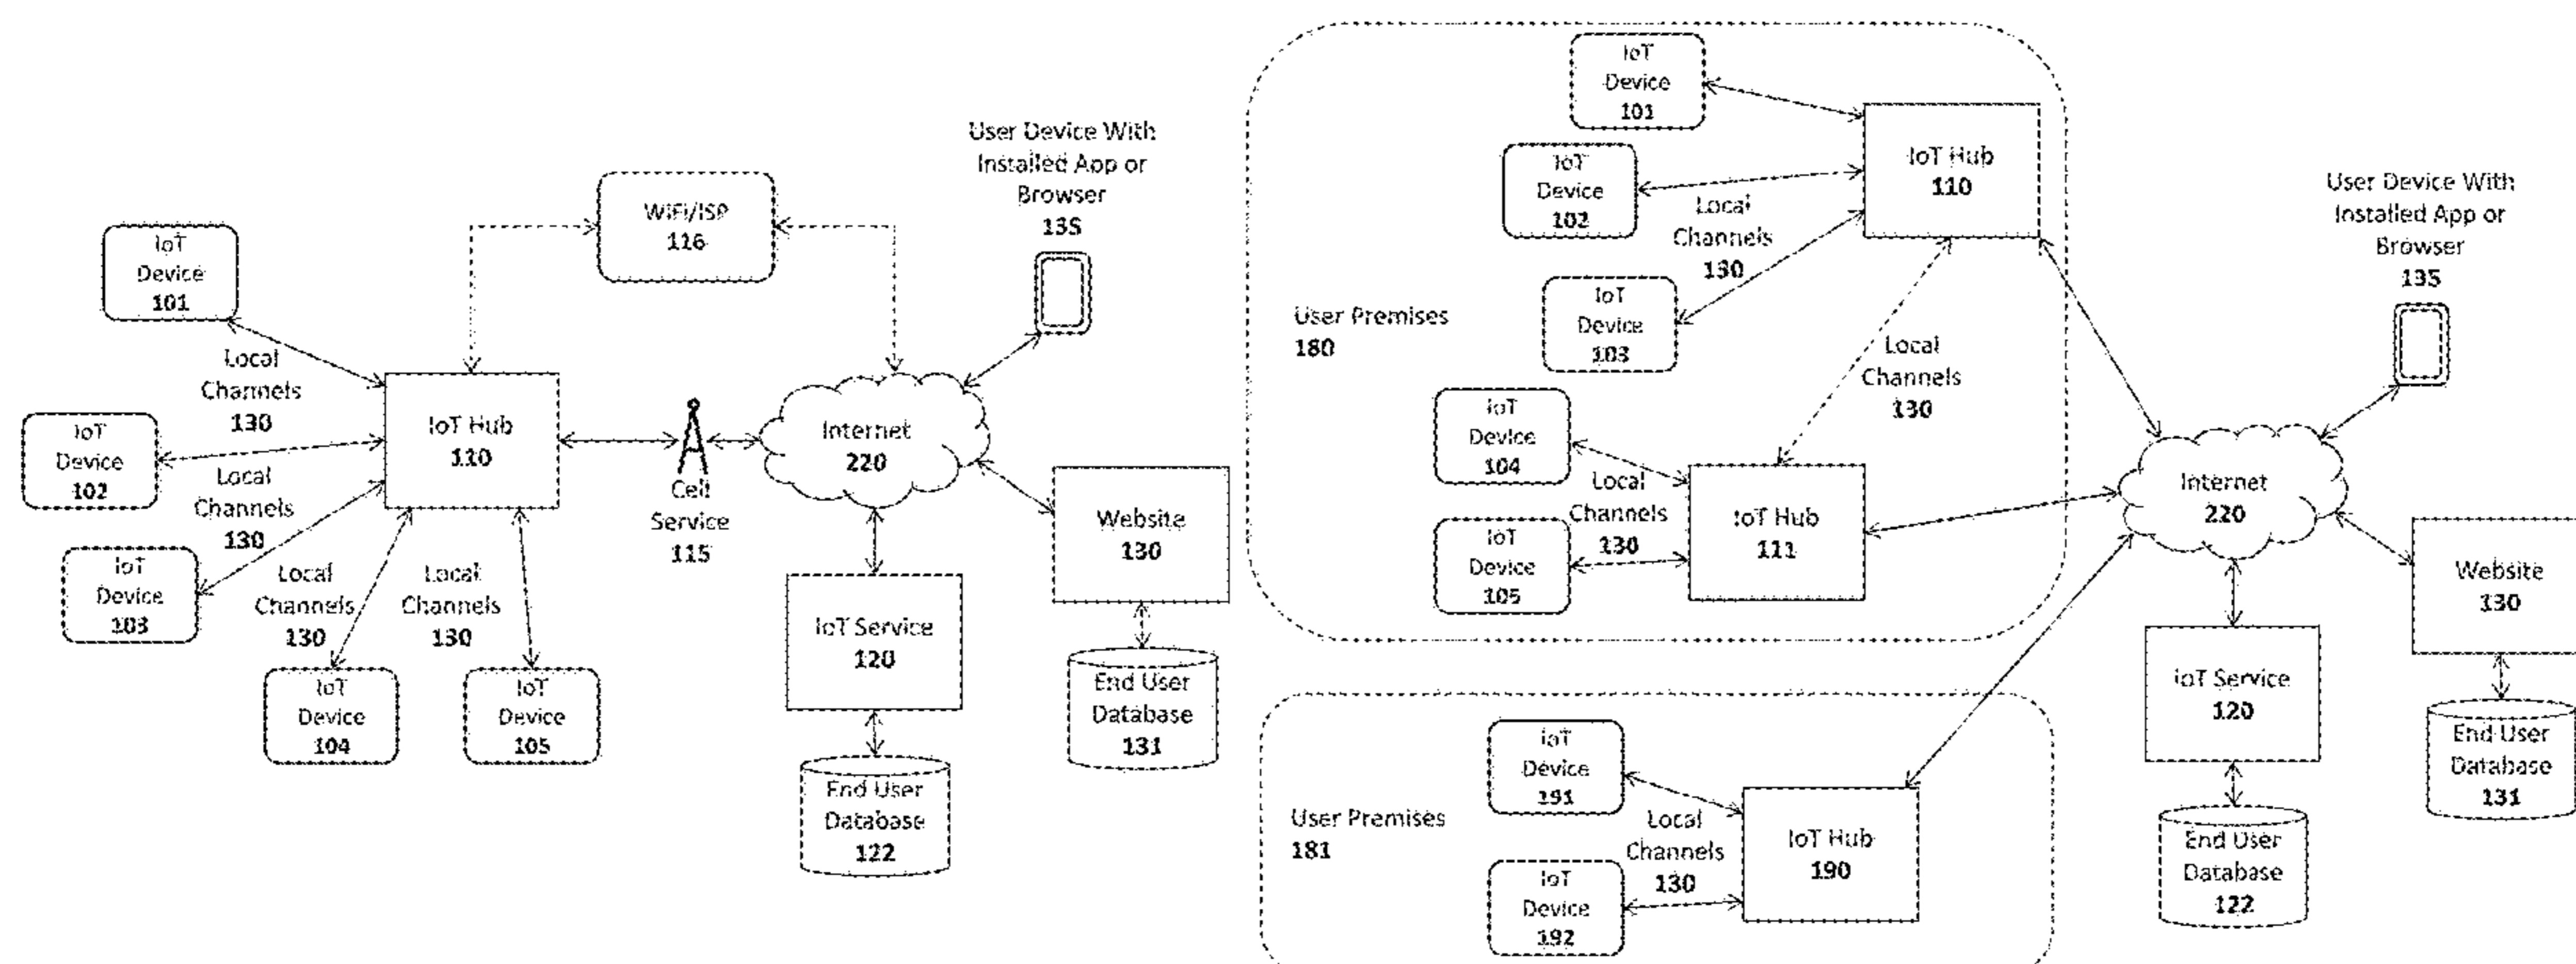 User Device With
Installed App or
Browser
135
WiFi/ISP
116
IoT
Device
101
Local
Channels
130
IoT
Device
102
Local
Channels
130
IoT
Device
103
IoT Hub
110
Local
Channels
130
Local
Channels
130
IoT
Device
104
IoT
Device
105
Cell
Service
115
Internet
220
Website
130
IoT Service
120
End User
Database
131
End User
Database
122
User Premises
180
IoT
Device
101
IoT
Device
102
IoT
Device
103
Local
Channels
130
IoT Hub
110
Local
Channels
130
IoT
Device
104
IoT
Device
105
Local
Channels
130
IoT Hub
111
User Premises
181
IoT
Device
191
IoT
Device
192
Local
Channels
130
IoT Hub
190
User Device With
Installed App or
Browser
135
Internet
220
Website
130
IoT Service
120
End User
Database
131
End User
Database
122